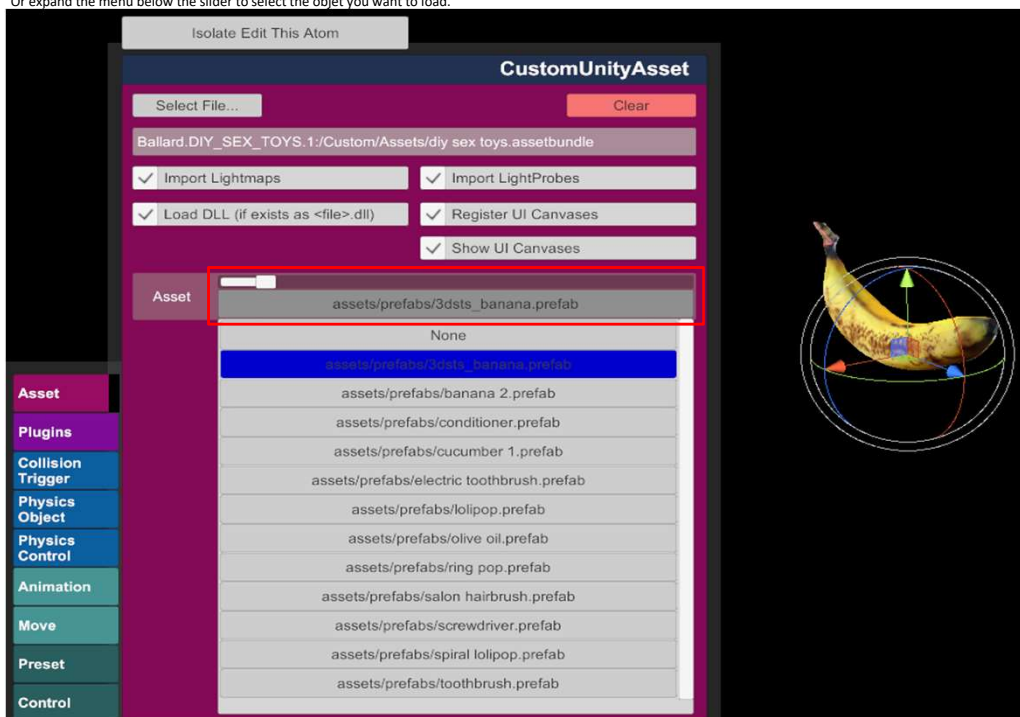 Or expand the menu below the slider to select the objet you want to load.
Isolate Edit This Atom
CustomUnityAsset
Select File...
Clear
Ballard.DIY_SEX_TOYS.1:/Custom/Assets/diy sex toys.assetbundle
Import Lightmaps
Import LightProbes
Load DLL (if exists as <file>.dll)
Register UI Canvases
Show UI Canvases
Asset
assets/prefabs/3dsts_banana.prefab
None
assets/prefabs/3dsts_banana.prefab
assets/prefabs/banana 2.prefab
assets/prefabs/conditioner.prefab
assets/prefabs/cucumber 1.prefab
assets/prefabs/electric toothbrush.prefab
assets/prefabs/lolipop.prefab
assets/prefabs/olive oil.prefab
assets/prefabs/ring pop.prefab
assets/prefabs/salon hairbrush.prefab
assets/prefabs/screwdriver.prefab
assets/prefabs/spiral lolipop.prefab
assets/prefabs/toothbrush.prefab
Asset
Plugins
Collision
Trigger
Physics
Object
Physics
Control
Animation
Move
Preset
Control